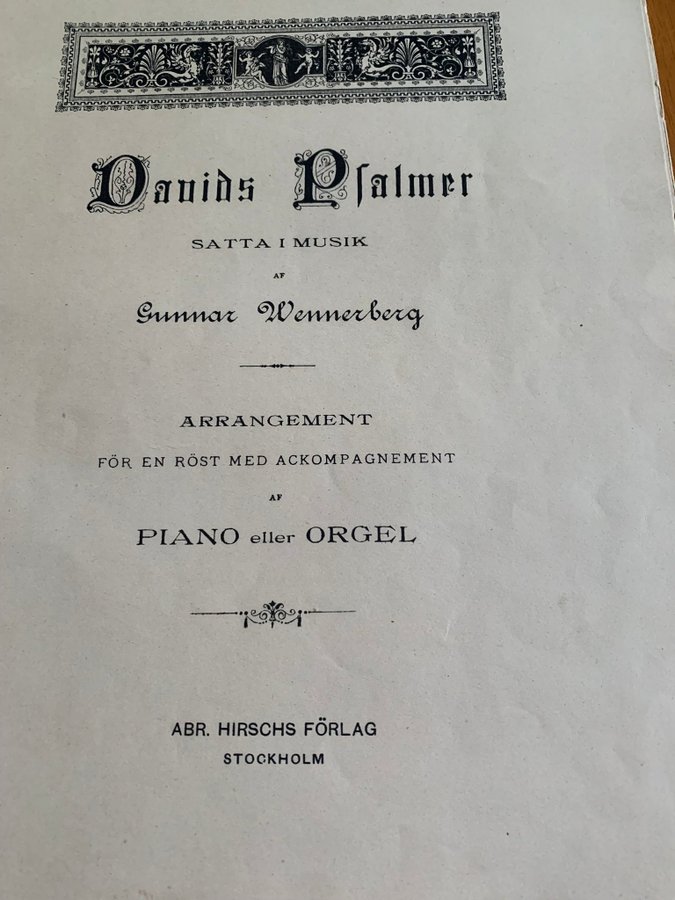 Davids Psalmer
SATTA I MUSIK
AF
Gunnar Wennerberg
ARRANGEMENT
FÖR EN RÖST MED ACKOMPAGNEMENT
AF
PIANO eller ORGEL
ABR. HIRSCHS FÖRLAG
STOCKHOLM